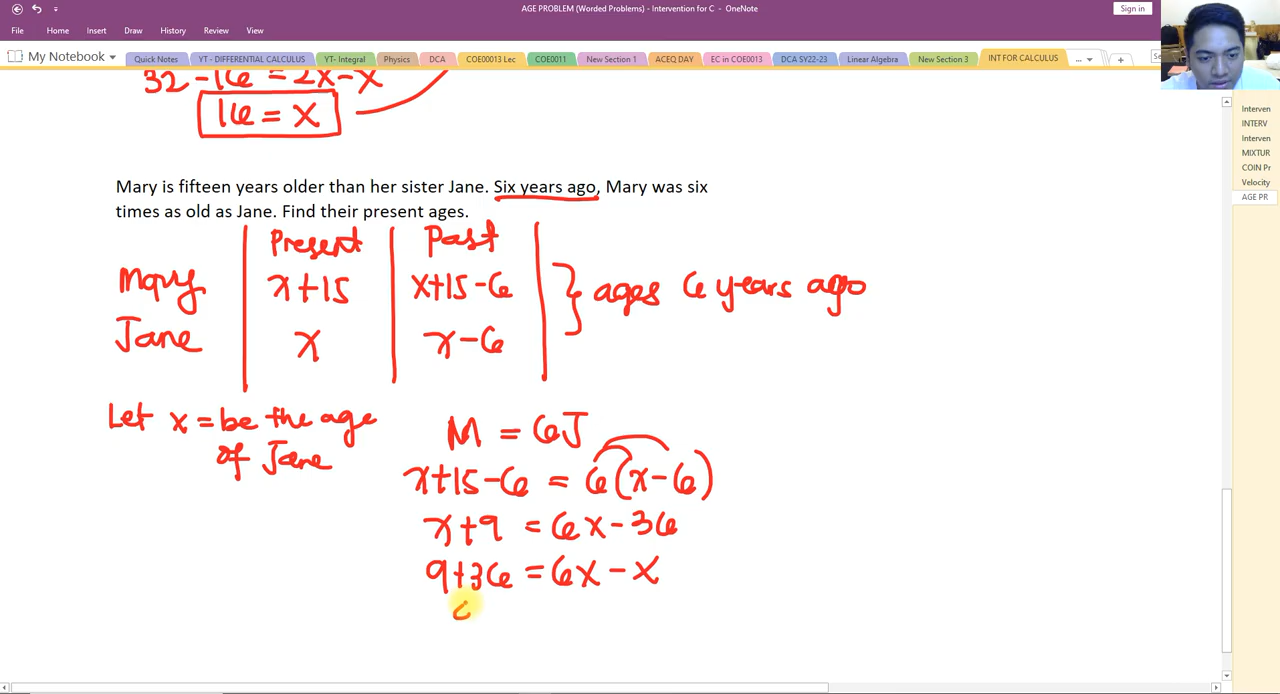 AGE PROBLEM (Worded Problems) - Intervention for C - OneNote
Sign in
File Home Insert Draw History Review View
My Notebook
Quick Notes YT - DIFFERENTIAL CALCULUS YT- Integral Physics DCA COE00013 Lec COE0011 New Section 1 ACEQ DAY EC in COE0013 DCA SY22-23 Linear Algebra New Section 3 INT FOR CALCULUS ...
Interven
INTERV
Interven
MIXTUR
COIN Pr
Velocity
AGE PR
32 - 16 = 2x - x
16 = x
Mary is fifteen years older than her sister Jane. Six years ago, Mary was six
times as old as Jane. Find their present ages.
Present Past
Mary x+15 x+15-6
Jane x x-6
} ages 6 years ago
Let x = be the age
of Jane
M = 6J
x+15-6 = 6(x-6)
x+9 = 6x-36
9+36 = 6x-x